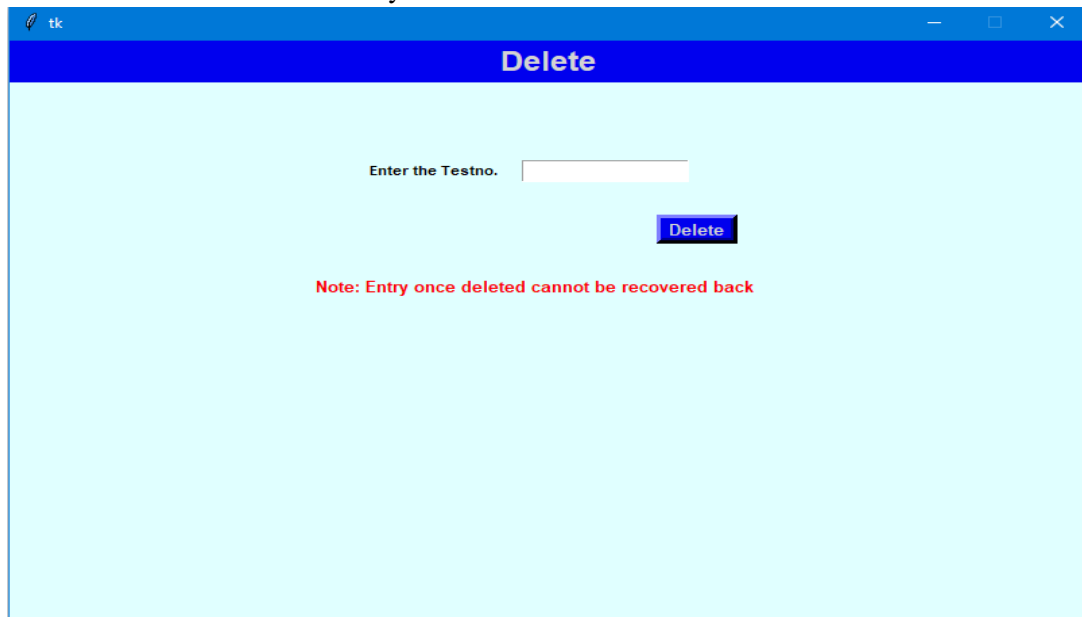 tk
Delete
Enter the Testno.
Delete
Note: Entry once deleted cannot be recovered back